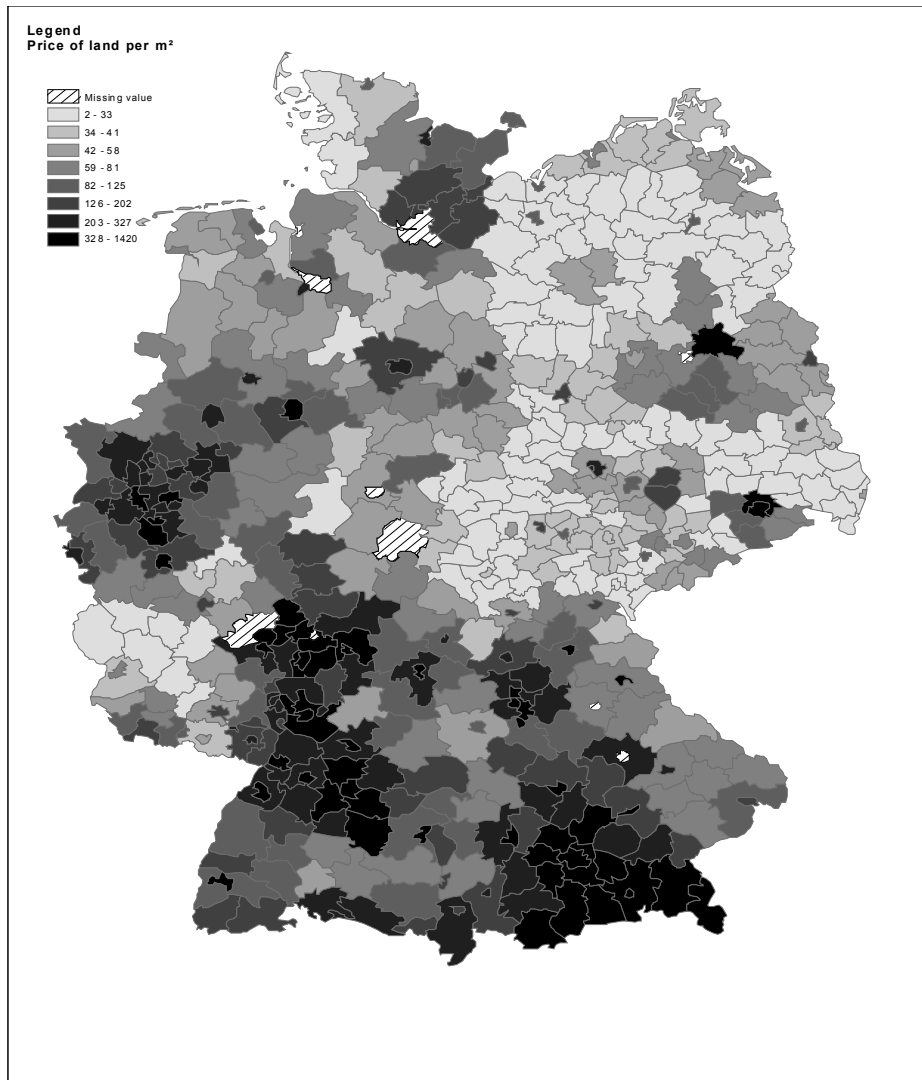 Legend
Price of land per m²
Missing value
2 - 33
34 - 41
42 - 58
59 - 81
82 - 125
126 - 202
203 - 327
328 - 1420